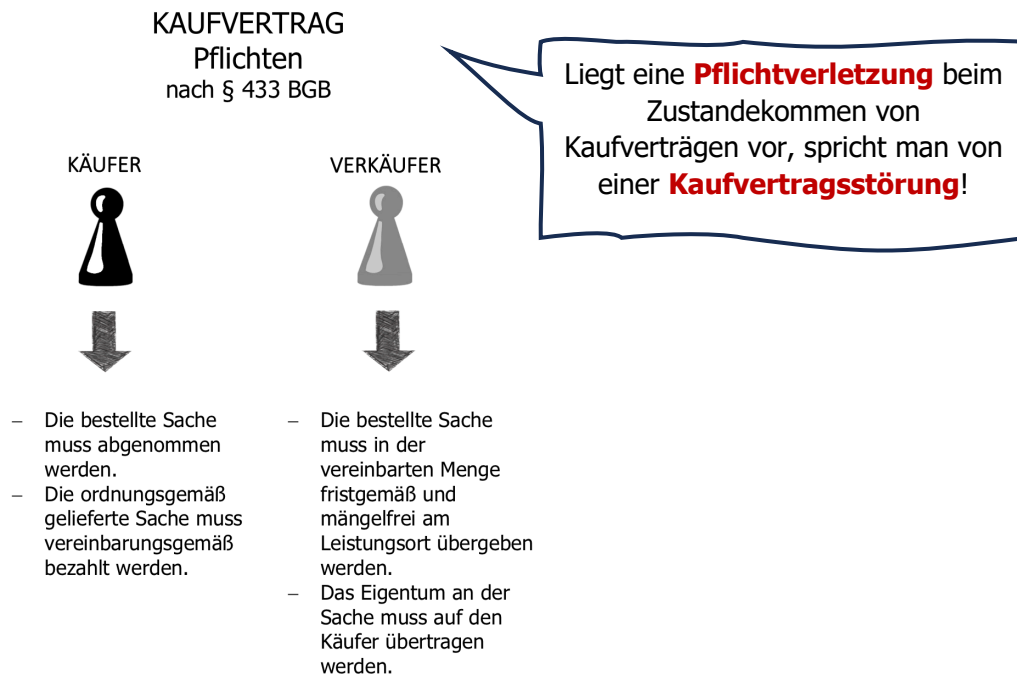 KAUFVERTRAG
Pflichten
nach § 433 BGB
Liegt eine Pflichtverletzung beim
Zustandekommen von
Kaufverträgen vor, spricht man von
einer Kaufvertragsstörung!
KÄUFER
VERKÄUFER
– Die bestellte Sache
muss abgenommen
werden.
– Die ordnungsgemäß
gelieferte Sache muss
vereinbarungsgemäß
bezahlt werden.
– Die bestellte Sache
muss in der
vereinbarten Menge
fristgemäß und
mängelfrei am
Leistungsort übergeben
werden.
– Das Eigentum an der
Sache muss auf den
Käufer übertragen
werden.